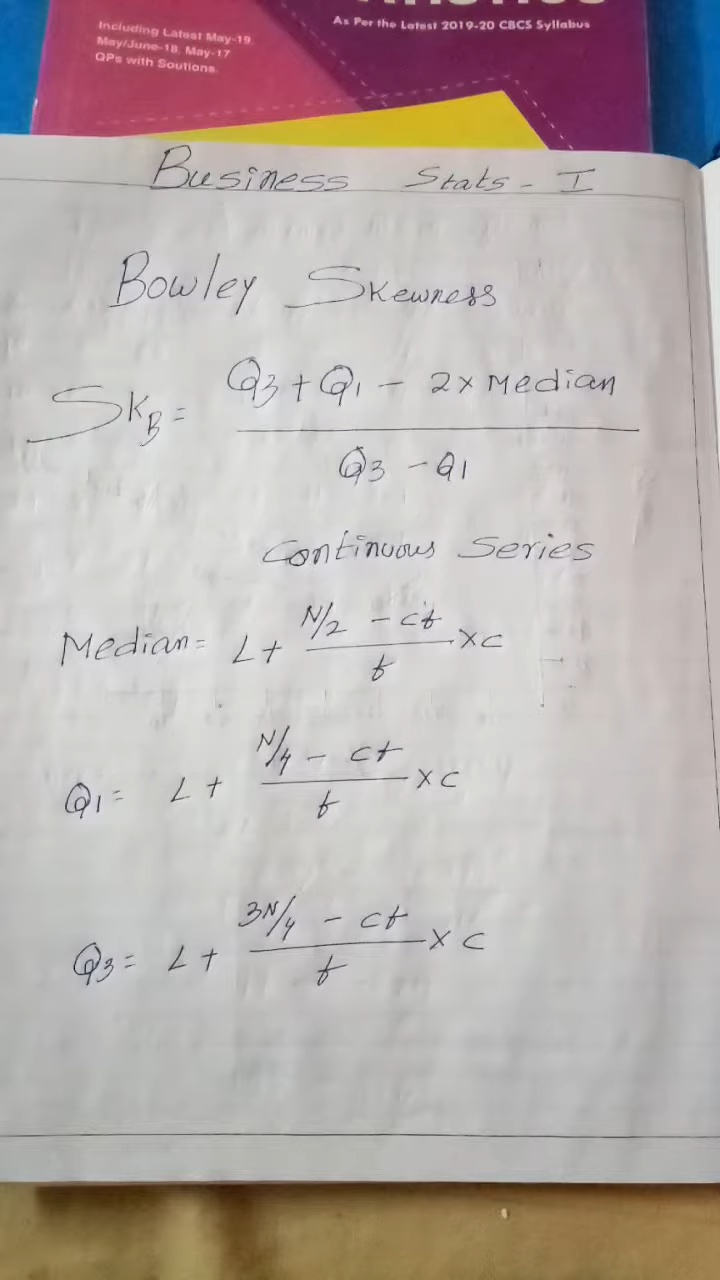 Including Latest May-19,
May/June-18, May-17
QPs with Soutions
As Per the Latest 2019-20 CBCS Syllabus
Business Stats - I
Bowley Skewness
SK_B = (Q3 + Q1 - 2 x Median) / (Q3 - Q1)
Continuous Series
Median = L + (N/2 - cf) / f x C
Q1 = L + (N/4 - cf) / f x C
Q3 = L + (3N/4 - cf) / f x C